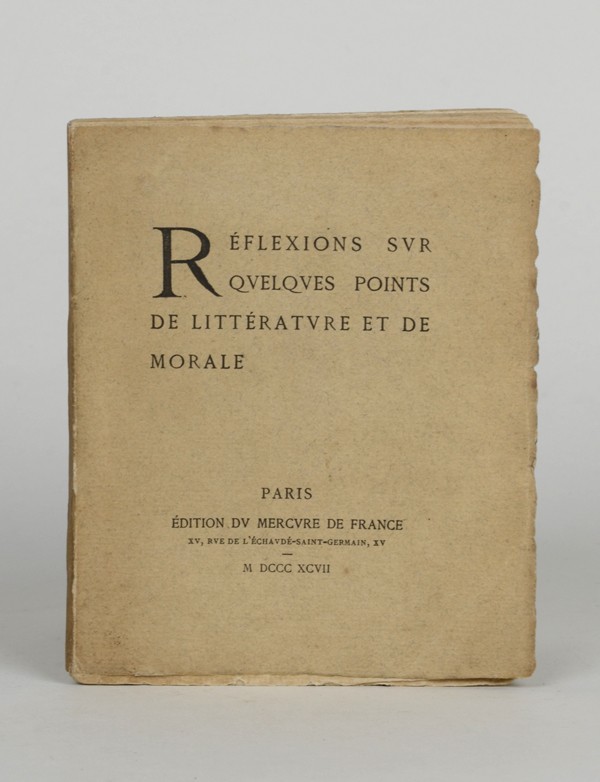 RÉFLEXIONS SVR
QVELQVES POINTS
DE LITTÉRATVRE ET DE
MORALE
PARIS
ÉDITION DV MERCVRE DE FRANCE
XV, RVE DE L'ÉCHAVDÉ-SAINT-GERMAIN, XV
—
M DCCC XCVII